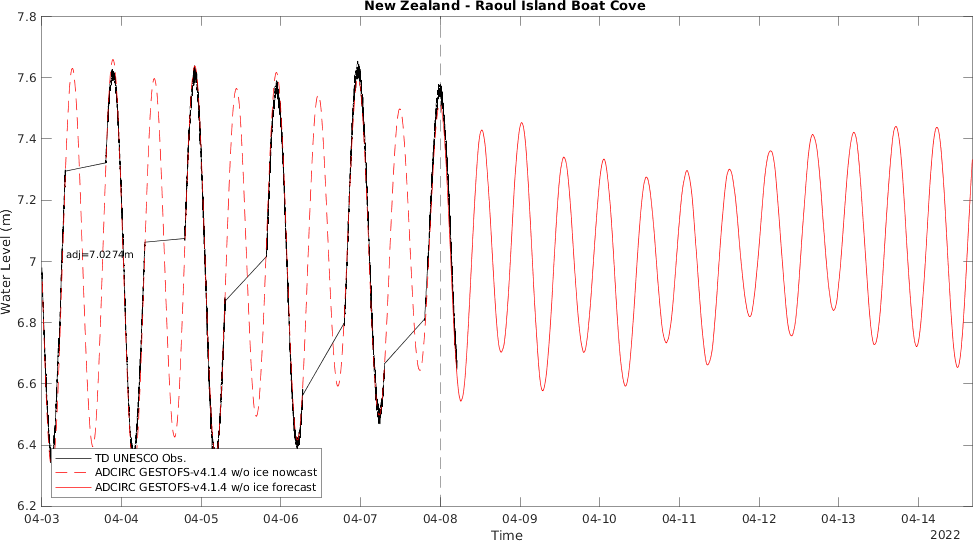 New Zealand - Raoul Island Boat Cove
7.8
7.6
7.4
7.2
7
6.8
6.6
6.4
6.2
Water Level (m)
adj=7.0274m
TD UNESCO Obs.
ADCIRC GESTOFS-v4.1.4 w/o ice nowcast
ADCIRC GESTOFS-v4.1.4 w/o ice forecast
04-03 04-04 04-05 04-06 04-07 04-08 04-09 04-10 04-11 04-12 04-13 04-14
Time
2022